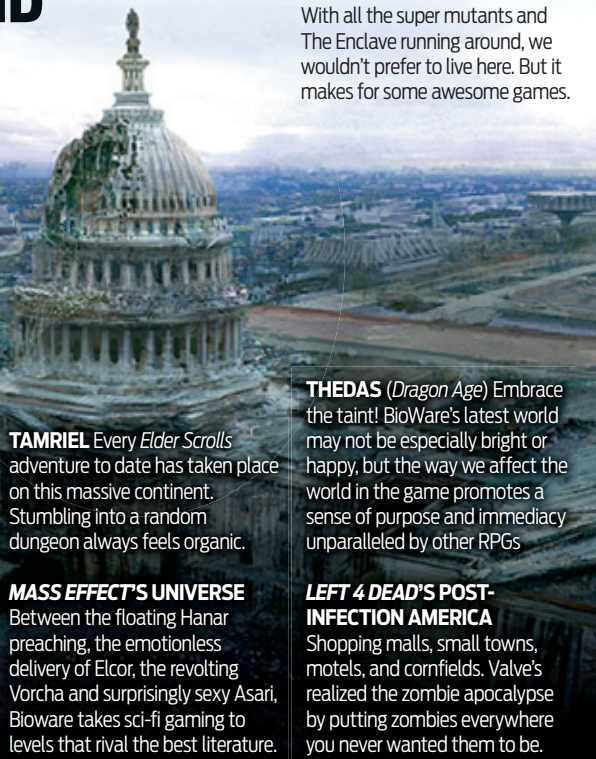 With all the super mutants and
The Enclave running around, we
wouldn't prefer to live here. But it
makes for some awesome games.
TAMRIEL Every Elder Scrolls
adventure to date has taken place
on this massive continent.
Stumbling into a random
dungeon always feels organic.
MASS EFFECT'S UNIVERSE
Between the floating Hanar
preaching, the emotionless
delivery of Elcor, the revolting
Vorcha and surprisingly sexy Asari,
Bioware takes sci-fi gaming to
levels that rival the best literature.
THEDAS (Dragon Age) Embrace
the taint! BioWare's latest world
may not be especially bright or
happy, but the way we affect the
world in the game promotes a
sense of purpose and immediacy
unparalleled by other RPGs
LEFT 4 DEAD'S POST-
INFECTION AMERICA
Shopping malls, small towns,
motels, and cornfields. Valve's
realized the zombie apocalypse
by putting zombies everywhere
you never wanted them to be.